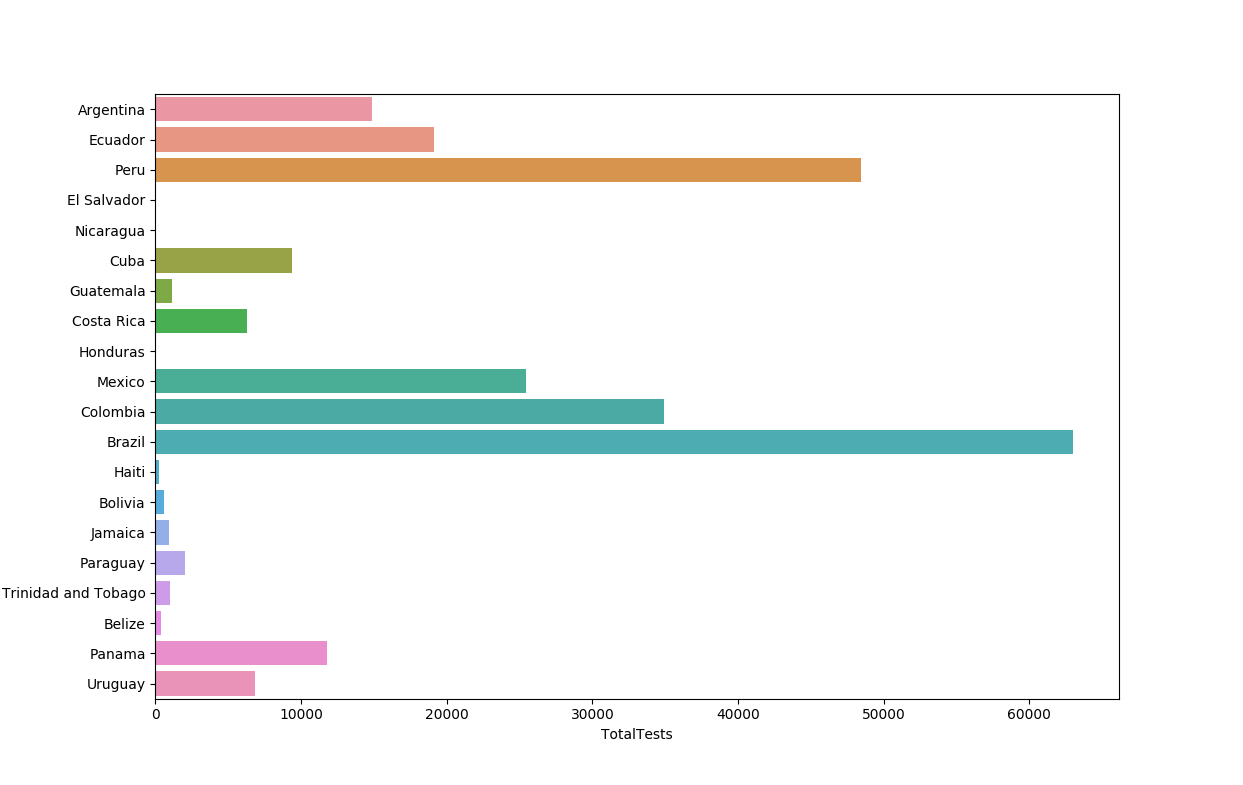 Argentina
Ecuador
Peru
El Salvador
Nicaragua
Cuba
Guatemala
Costa Rica
Honduras
Mexico
Colombia
Brazil
Haiti
Bolivia
Jamaica
Paraguay
Trinidad and Tobago
Belize
Panama
Uruguay
0 10000 20000 30000 40000 50000 60000
TotalTests